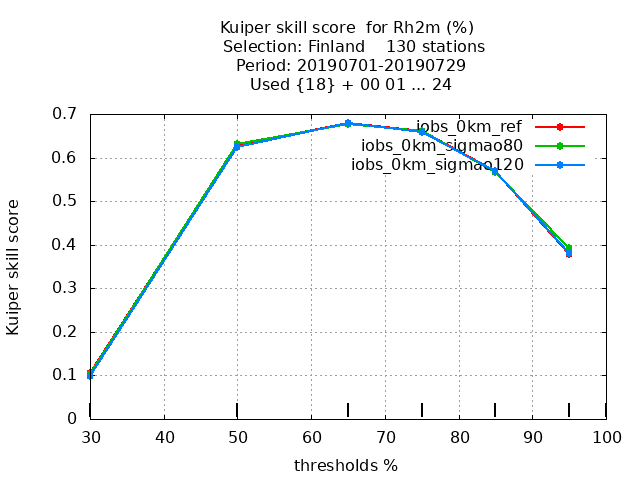 Kuiper skill score  for Rh2m (%)
Selection: Finland    130 stations
Period: 20190701-20190729
Used {18} + 00 01 ... 24
iobs_0km_ref
iobs_0km_sigmao80
iobs_0km_sigmao120
Kuiper skill score
0.7
0.6
0.5
0.4
0.3
0.2
0.1
0
30 40 50 60 70 80 90 100
thresholds %